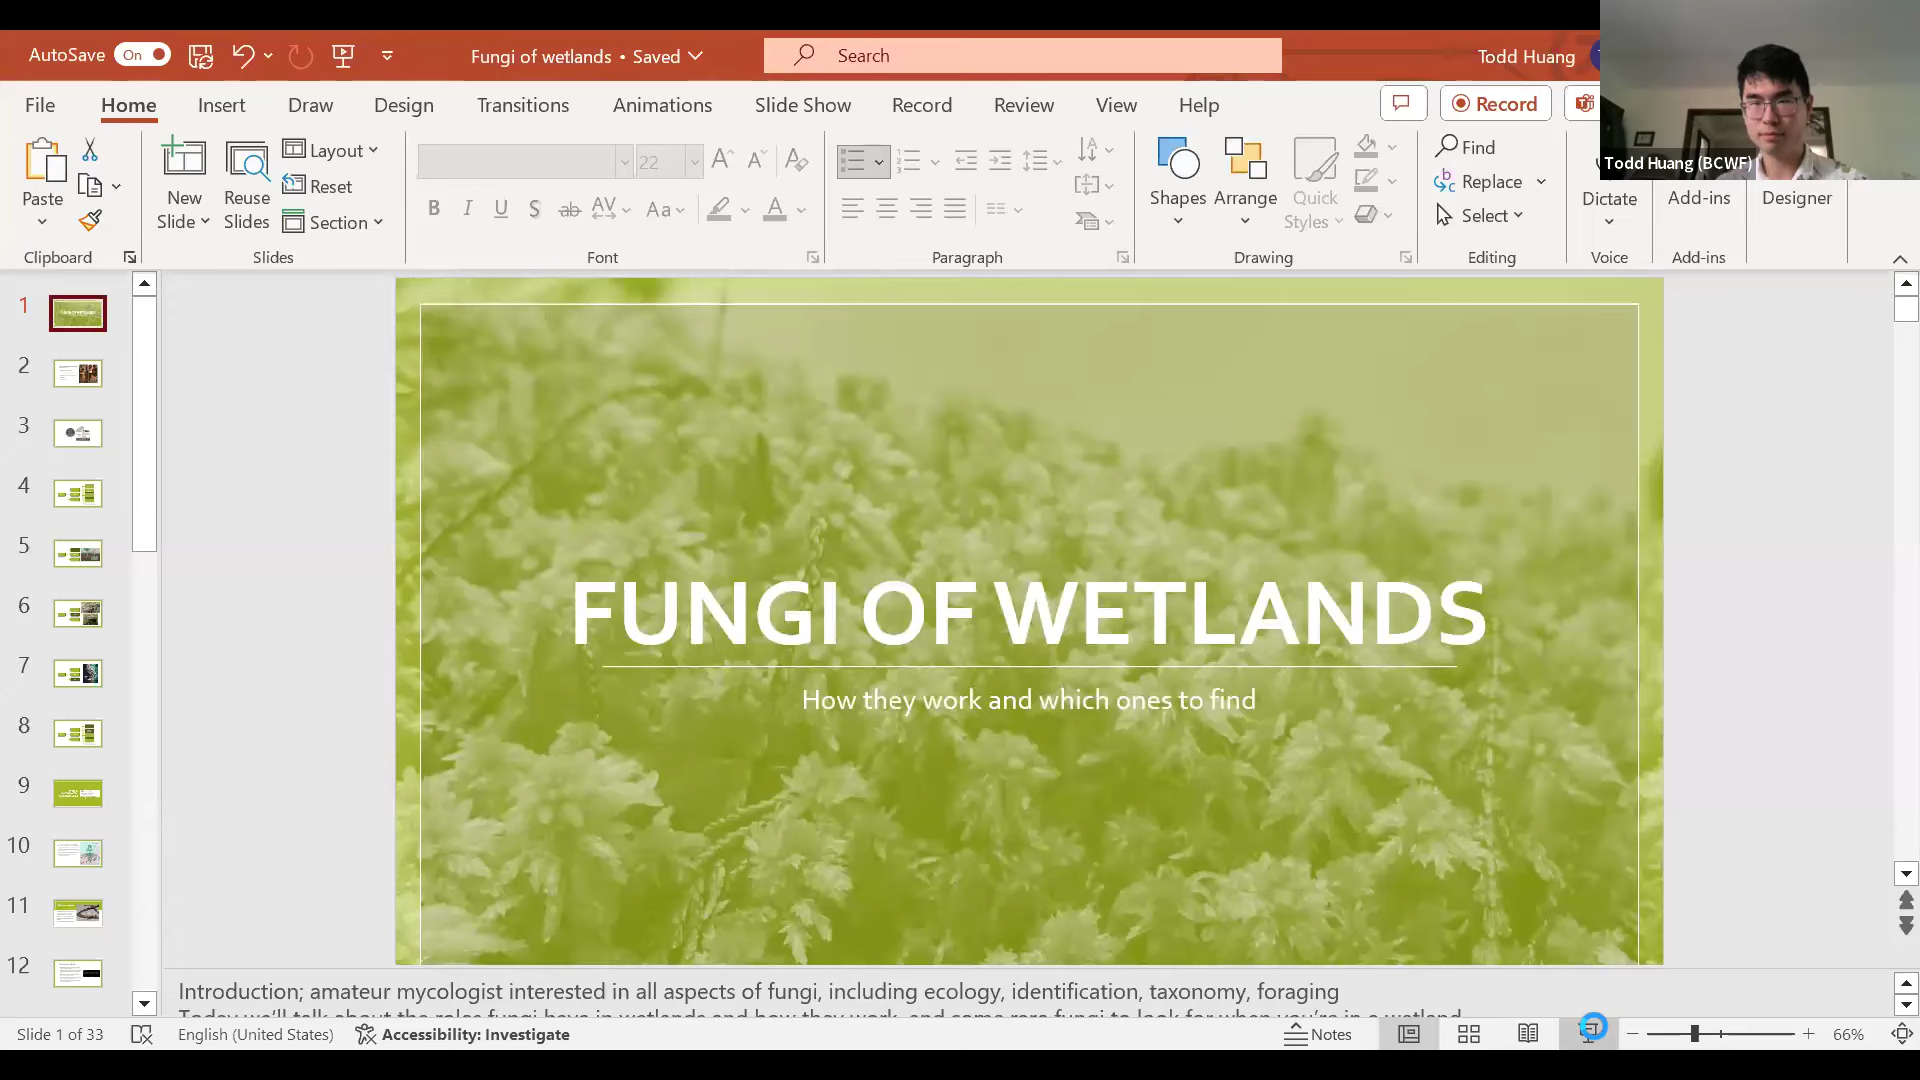 AutoSave On Fungi of wetlands • Saved Search Todd Huang
File Home Insert Draw Design Transitions Animations Slide Show Record Review View Help Record
Todd Huang (BCWF)
Paste
New
Slide
Reuse
Slides
Layout
Reset
Section
22
B I U S ab AV Aa A
Shapes
Arrange
Quick
Styles
Find
Replace
Select
Dictate
Add-ins
Designer
Clipboard Slides Font Paragraph Drawing Editing Voice Add-ins
1
2
3
4
5
6
7
8
9
10
11
12
FUNGI OF WETLANDS
How they work and which ones to find
Introduction; amateur mycologist interested in all aspects of fungi, including ecology, identification, taxonomy, foraging
Today we'll talk about the roles fungi have in wetlands and how they work, and some rare fungi to look for when you're in a wetland
Slide 1 of 33 English (United States) Accessibility: Investigate Notes 66%